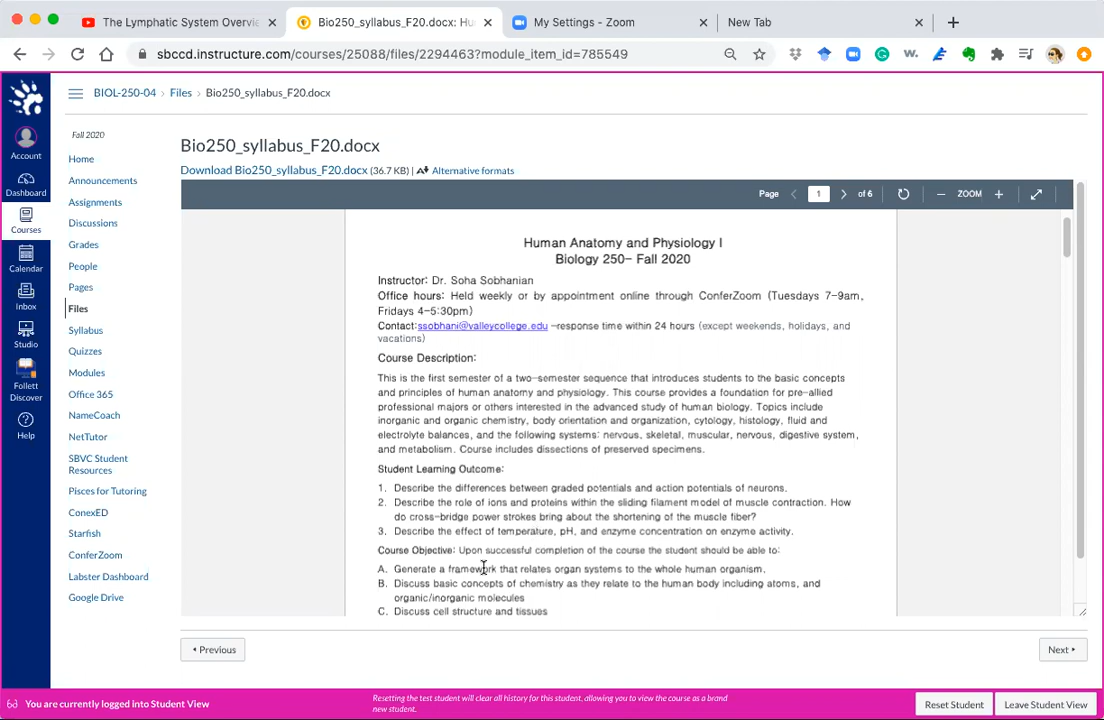 The Lymphatic System Overvie
Bio250_syllabus_F20.docx: Hu
My Settings - Zoom
New Tab
sbccd.instructure.com/courses/25088/files/2294463?module_item_id=785549
BIOL-250-04 › Files › Bio250_syllabus_F20.docx
Account
Dashboard
Courses
Calendar
Inbox
Studio
Follett
Discover
Help
Fall 2020
Home
Announcements
Assignments
Discussions
Grades
People
Pages
Files
Syllabus
Quizzes
Modules
Office 365
NameCoach
NetTutor
SBVC Student
Resources
Pisces for Tutoring
ConexED
Starfish
ConferZoom
Labster Dashboard
Google Drive
Bio250_syllabus_F20.docx
Download Bio250_syllabus_F20.docx (36.7 KB) | Alternative formats
Page 1 of 6 ZOOM
Human Anatomy and Physiology I
Biology 250- Fall 2020
Instructor: Dr. Soha Sobhanian
Office hours: Held weekly or by appointment online through ConferZoom (Tuesdays 7-9am,
Fridays 4-5:30pm)
Contact:ssobhani@valleycollege.edu -response time within 24 hours (except weekends, holidays, and
vacations)
Course Description:
This is the first semester of a two-semester sequence that introduces students to the basic concepts
and principles of human anatomy and physiology. This course provides a foundation for pre-allied
professional majors or others interested in the advanced study of human biology. Topics include
inorganic and organic chemistry, body orientation and organization, cytology, histology, fluid and
electrolyte balances, and the following systems: nervous, skeletal, muscular, nervous, digestive system,
and metabolism. Course includes dissections of preserved specimens.
Student Learning Outcome:
1. Describe the differences between graded potentials and action potentials of neurons.
2. Describe the role of ions and proteins within the sliding filament model of muscle contraction. How
do cross-bridge power strokes bring about the shortening of the muscle fiber?
3. Describe the effect of temperature, pH, and enzyme concentration on enzyme activity.
Course Objective: Upon successful completion of the course the student should be able to:
A. Generate a framework that relates organ systems to the whole human organism.
B. Discuss basic concepts of chemistry as they relate to the human body including atoms, and
organic/inorganic molecules
C. Discuss cell structure and tissues
Previous
Next
You are currently logged into Student View
Resetting the test student will clear all history for this student, allowing you to view the course as a brand
new student.
Reset Student
Leave Student View